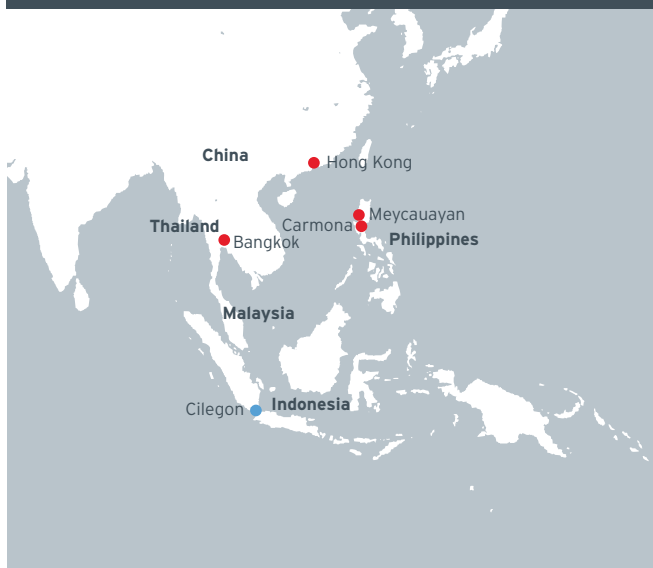 China
Hong Kong
Meycauayan
Thailand
Carmona
Bangkok
Philippines
Malaysia
Indonesia
Cilegon